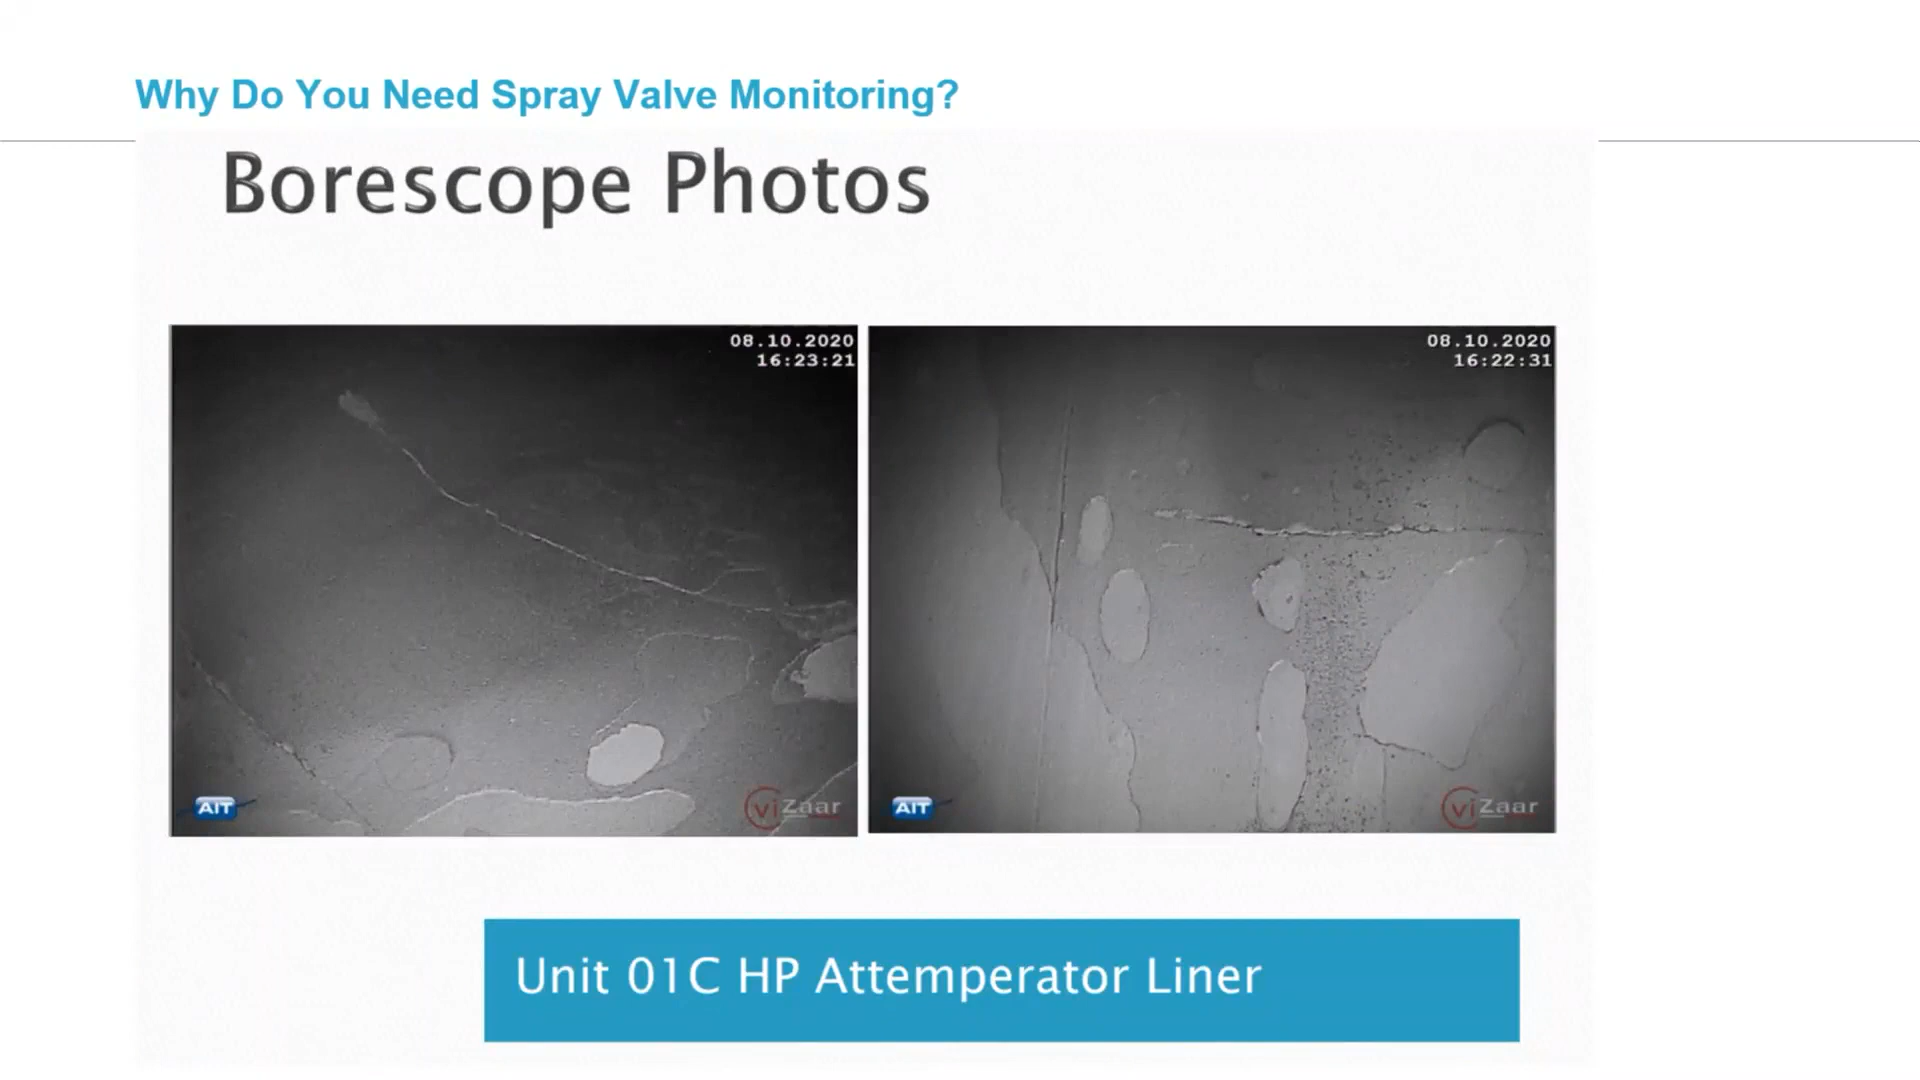 Why Do You Need Spray Valve Monitoring?
Borescope Photos
08.10.2020
16:23:21
AIT
viZaar
08.10.2020
16:22:31
AIT
viZaar
Unit 01C HP Attemperator Liner